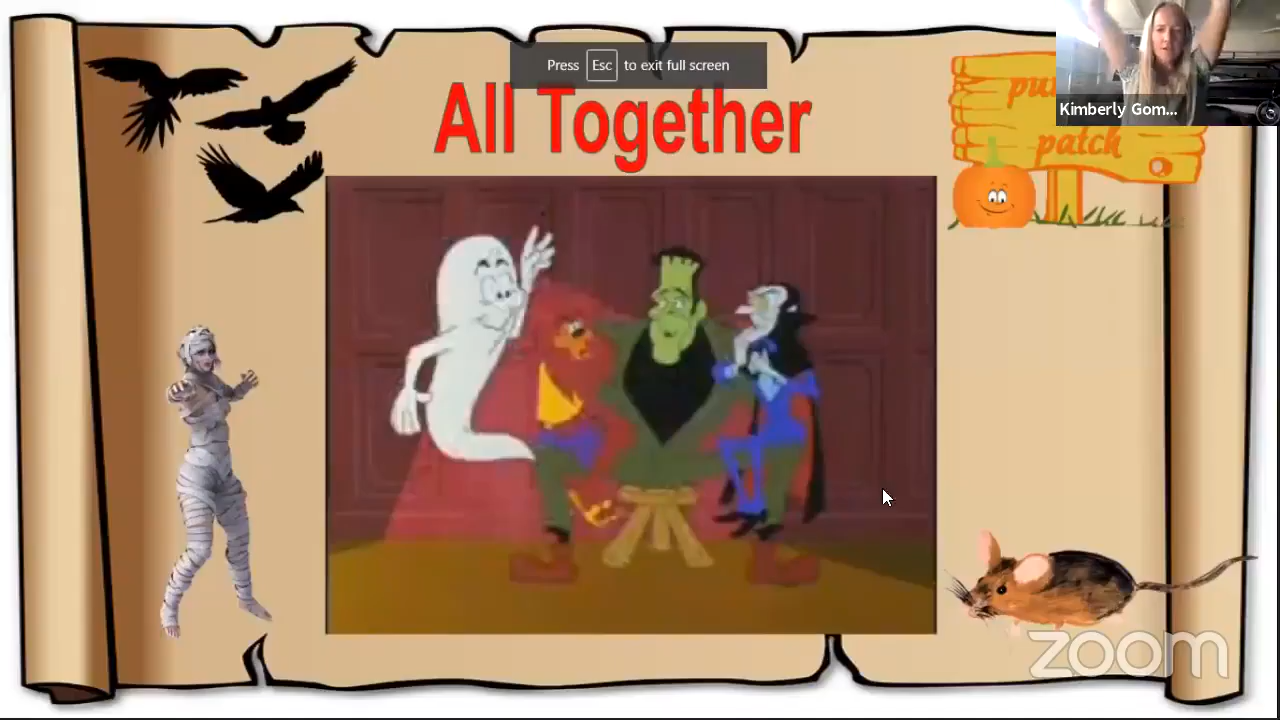 Press Esc to exit full screen
All Together
patch
Kimberly Gom...
zoom